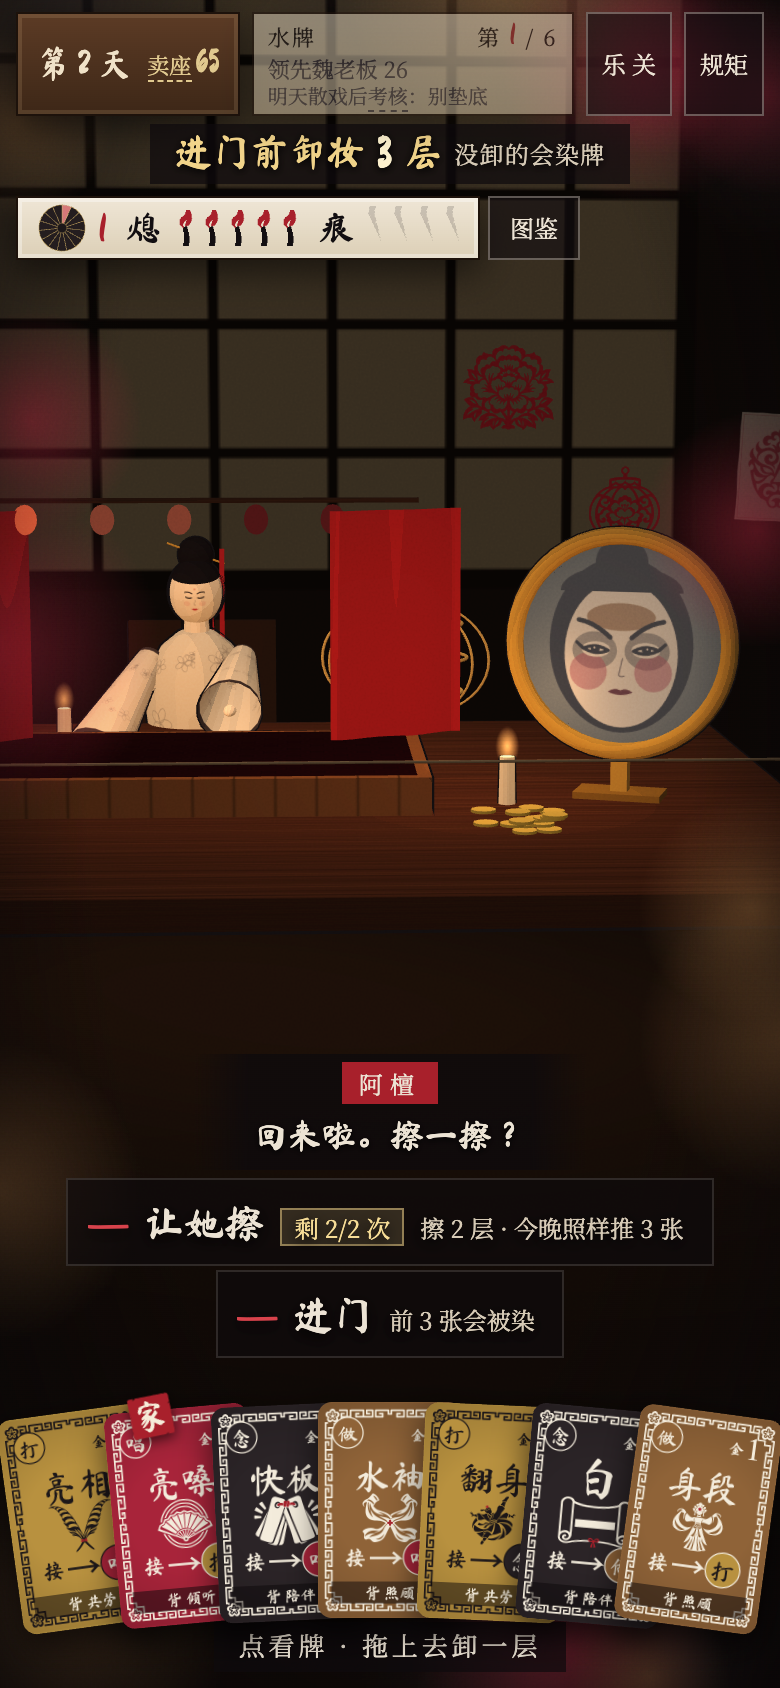 第 2 天 卖座 65
水牌 第 1 / 6
领先魏老板 26
明天散戏后考核：别垫底
乐 关
规矩
进门前卸妆 3 层 没卸的会染牌
1 熄 痕
图鉴
阿檀
回来啦。擦一擦？
让她擦 剩 2/2 次 擦 2 层 · 今晚照样推 3 张
进门 前 3 张会被染
家
打 金 亮相 接 背 共劳
唱 亮嗓 接 背 倾听
念 金 快板 接 背 陪伴
做 金 水袖 接 背 照顾
打 金 翻身 接 背 共劳
念 金 白 接 背 陪伴
做 金 1 身段 接 打 背 照顾
点看牌 · 拖上去卸一层